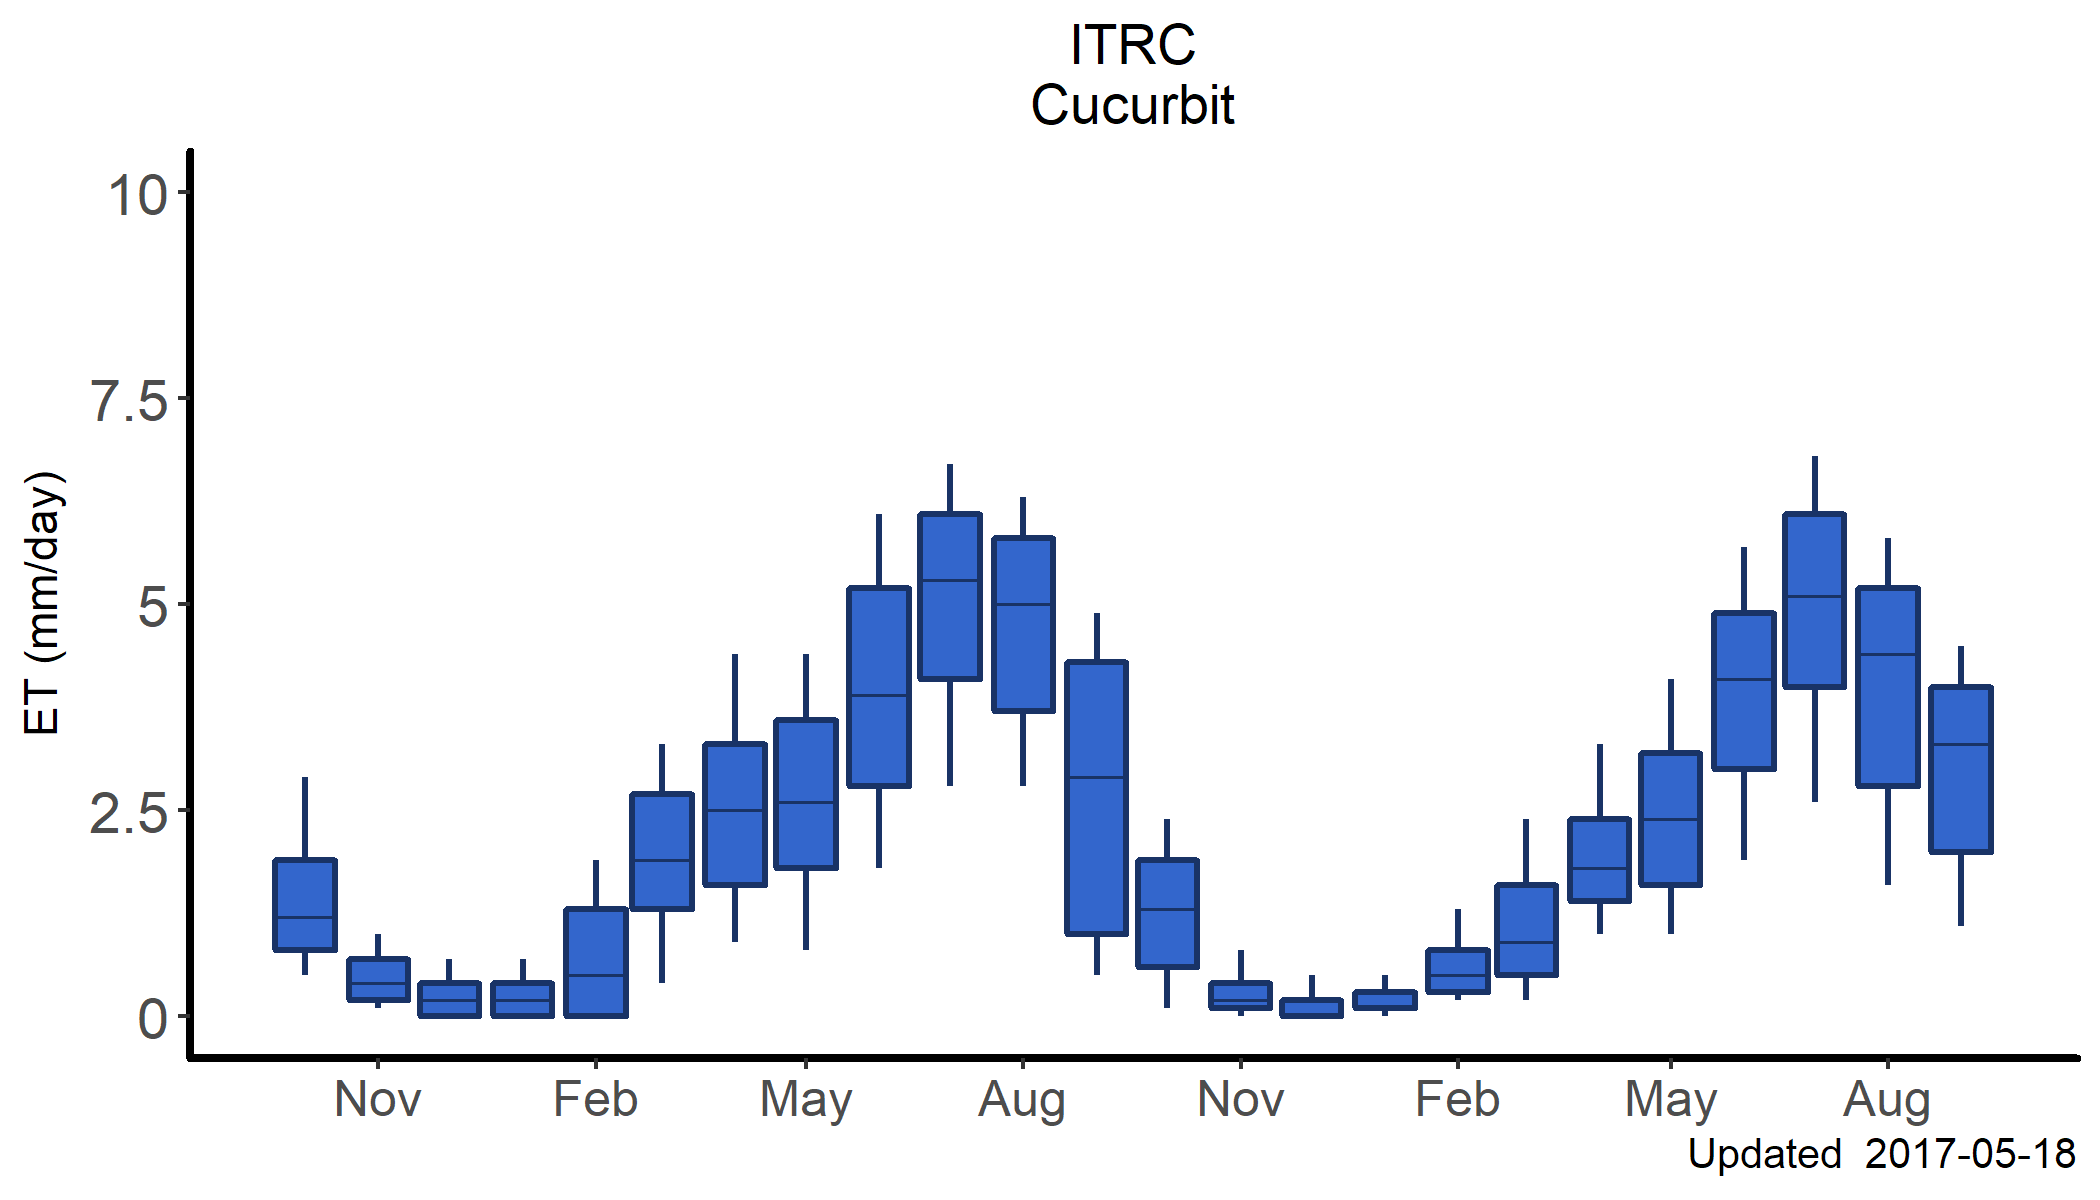 ITRC
Cucurbit
ET (mm/day)
10
7.5
5
2.5
0
Nov Feb May Aug Nov Feb May Aug
Updated  2017-05-18